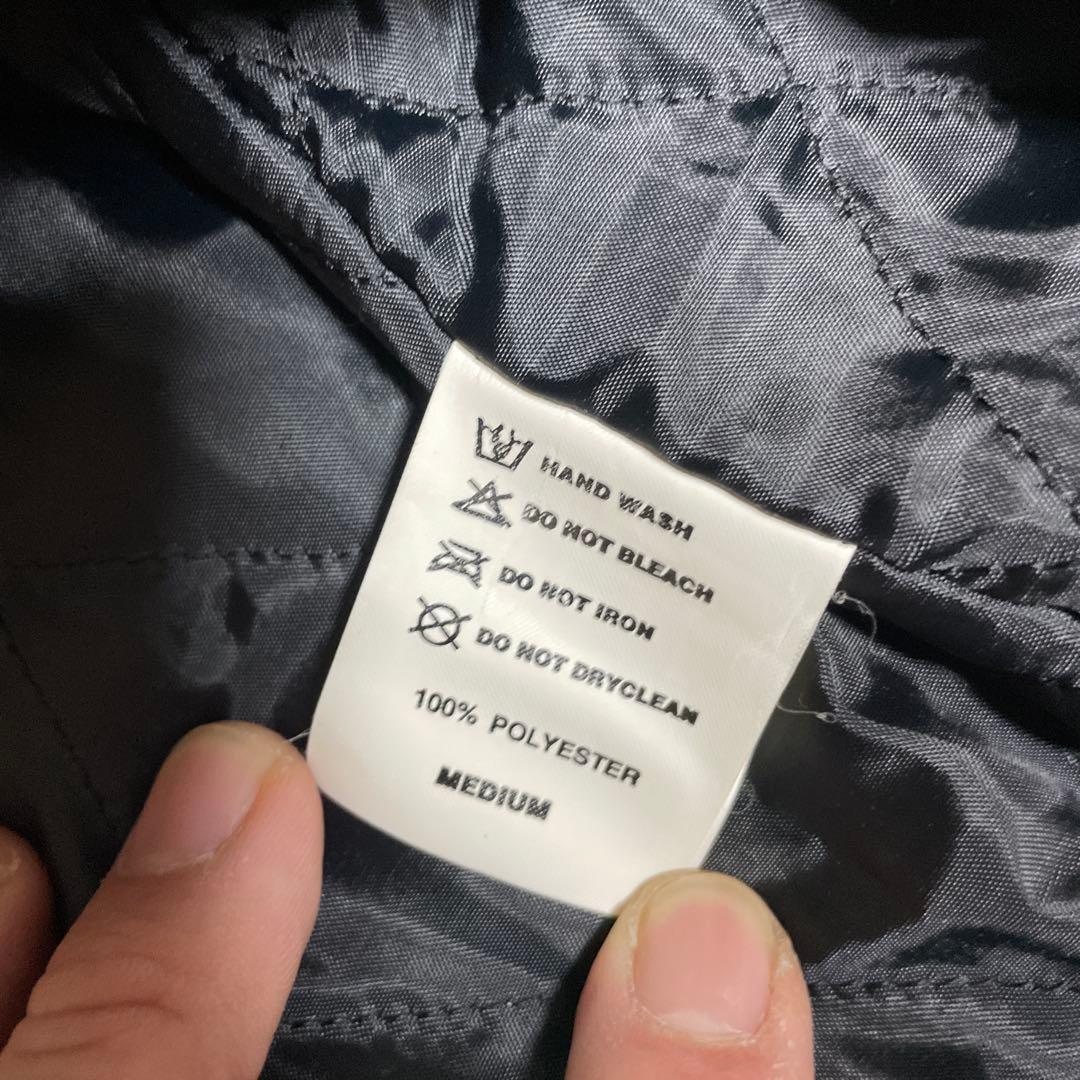 HAND WASH
DO NOT BLEACH
DO NOT IRON
DO NOT DRYCLEAN
100% POLYESTER
MEDIUM